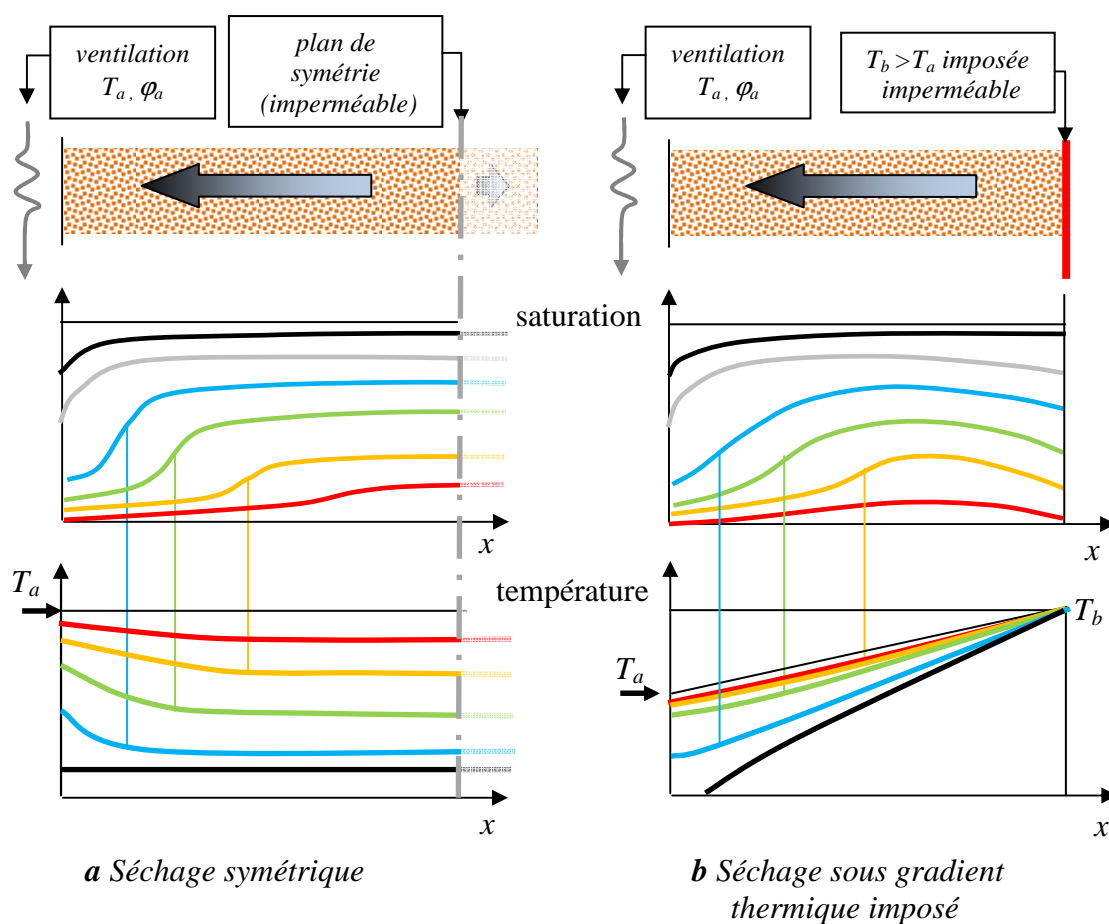 ventilation
Tₐ , φₐ
plan de
symétrie
(imperméable)
ventilation
Tₐ, φₐ
T_b >Tₐ imposée
imperméable
saturation
x
x
Tₐ
température
T_b
Tₐ
x
x
a Séchage symétrique
b Séchage sous gradient
thermique imposé